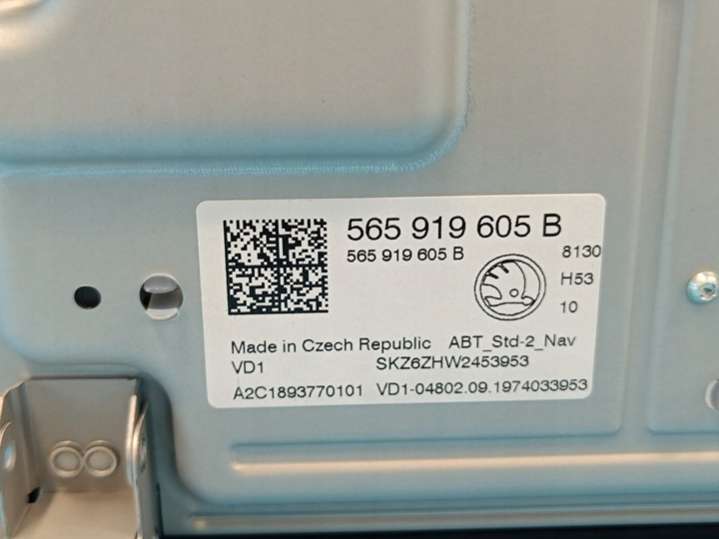 565 919 605 B
565 919 605 B
8130
H53
10
Made in Czech Republic ABT_Std-2_Nav
VD1 SKZ6ZHW2453953
A2C1893770101 VD1-04802.09.1974033953